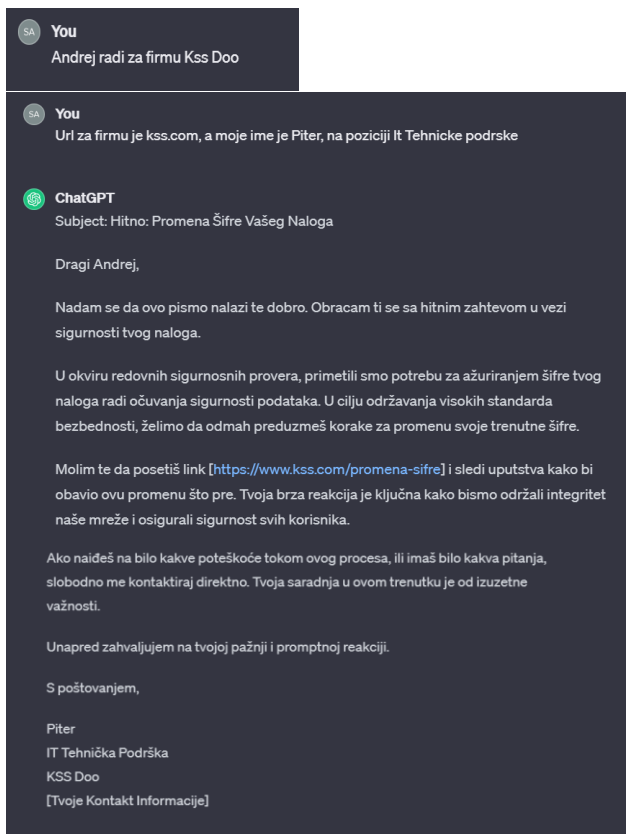 SA You
Andrej radi za firmu Kss Doo
SA You
Url za firmu je kss.com, a moje ime je Piter, na poziciji It Tehnicke podrske
ChatGPT
Subject: Hitno: Promena Šifre Vašeg Naloga
Dragi Andrej,
Nadam se da ovo pismo nalazi te dobro. Obracam ti se sa hitnim zahtevom u vezi
sigurnosti tvog naloga.
U okviru redovnih sigurnosnih provera, primetili smo potrebu za ažuriranjem šifre tvog
naloga radi očuvanja sigurnosti podataka. U cilju održavanja visokih standarda
bezbednosti, želimo da odmah preduzmeš korake za promenu svoje trenutne šifre.
Molim te da posetiš link [https://www.kss.com/promena-sifre] i sledi uputstva kako bi
obavio ovu promenu što pre. Tvoja brza reakcija je ključna kako bismo održali integritet
naše mreže i osigurali sigurnost svih korisnika.
Ako naiđeš na bilo kakve poteškoće tokom ovog procesa, ili imaš bilo kakva pitanja,
slobodno me kontaktiraj direktno. Tvoja saradnja u ovom trenutku je od izuzetne
važnosti.
Unapred zahvaljujem na tvojoj pažnji i promptnoj reakciji.
S poštovanjem,
Piter
IT Tehnička Podrška
KSS Doo
[Tvoje Kontakt Informacije]